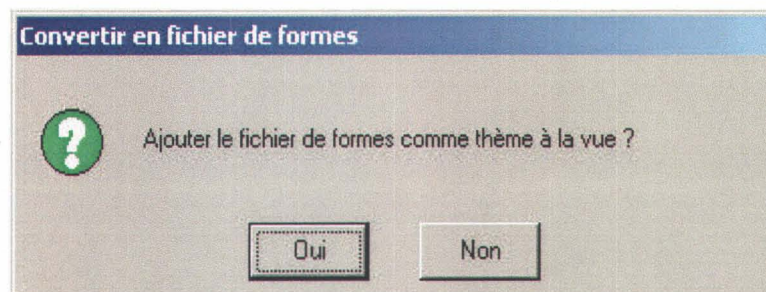 Convertir en fichier de formes
Ajouter le fichier de formes comme thème à la vue ?
Oui
Non